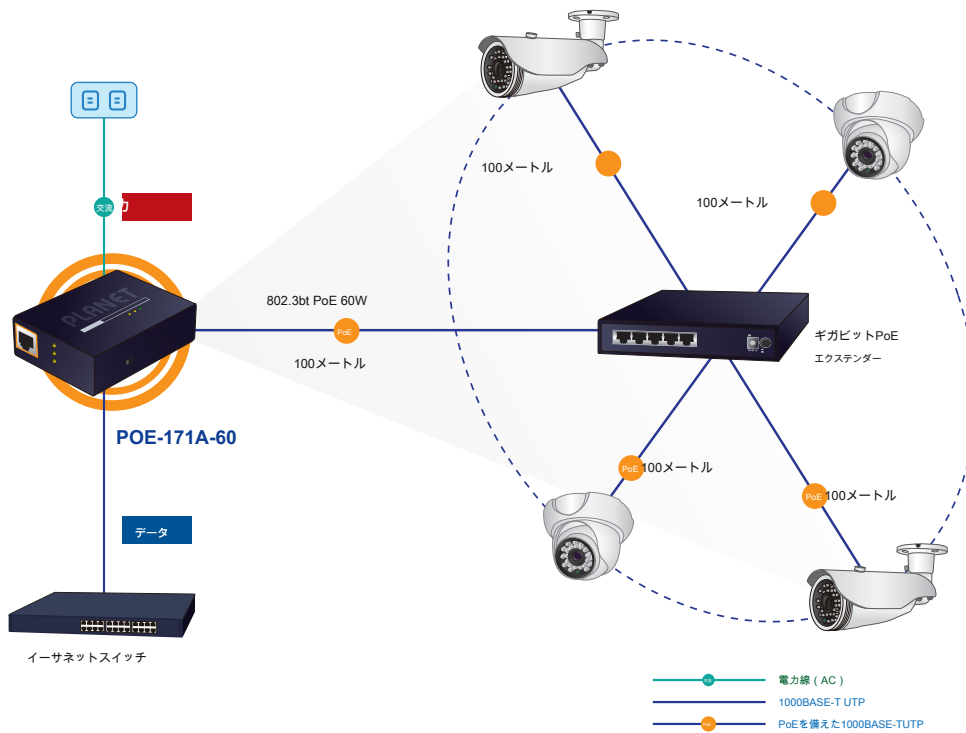 100メートル
100メートル
交流
力
PLANET
802.3bt PoE 60W
PoE
100メートル
ギガビットPoE
エクステンダー
POE-171A-60
PoE
100メートル
PoE
100メートル
データ
イーサネットスイッチ
電力線（AC）
1000BASE-T UTP
PoEを備えた1000BASE-TUTP